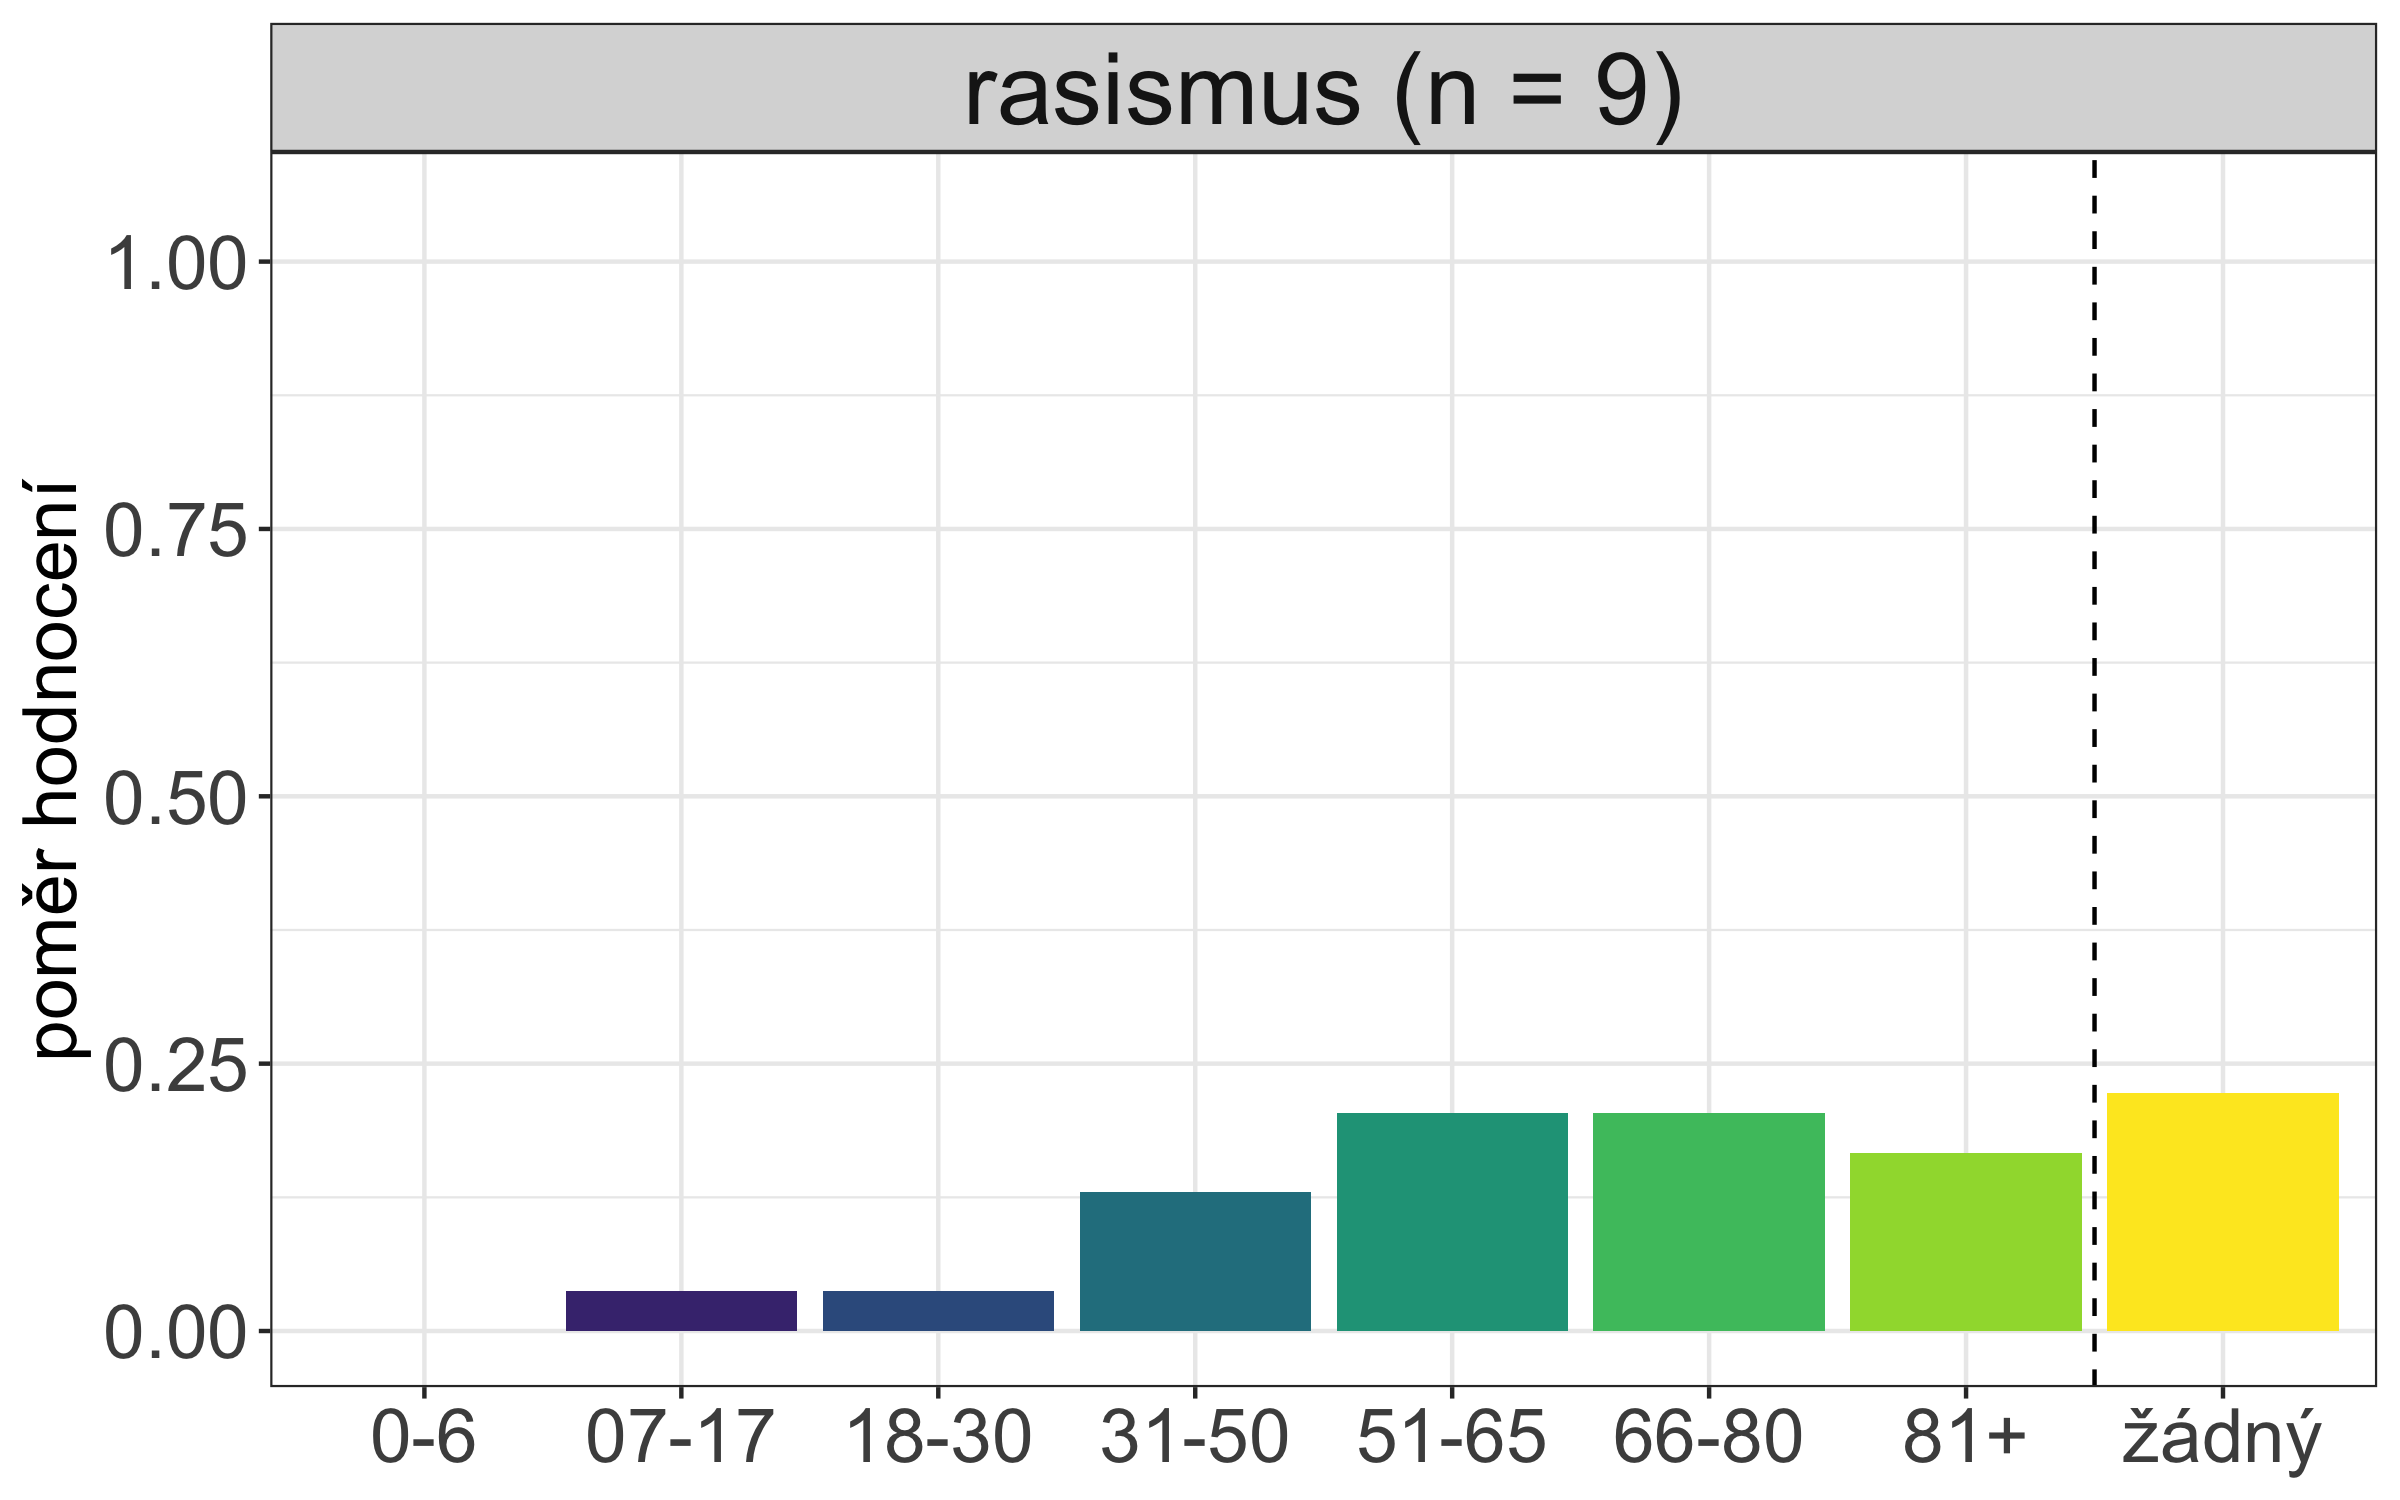 rasismus (n = 9)
poměr hodnocení
1.00
0.75
0.50
0.25
0.00
0-6 07-17 18-30 31-50 51-65 66-80 81+ žádný